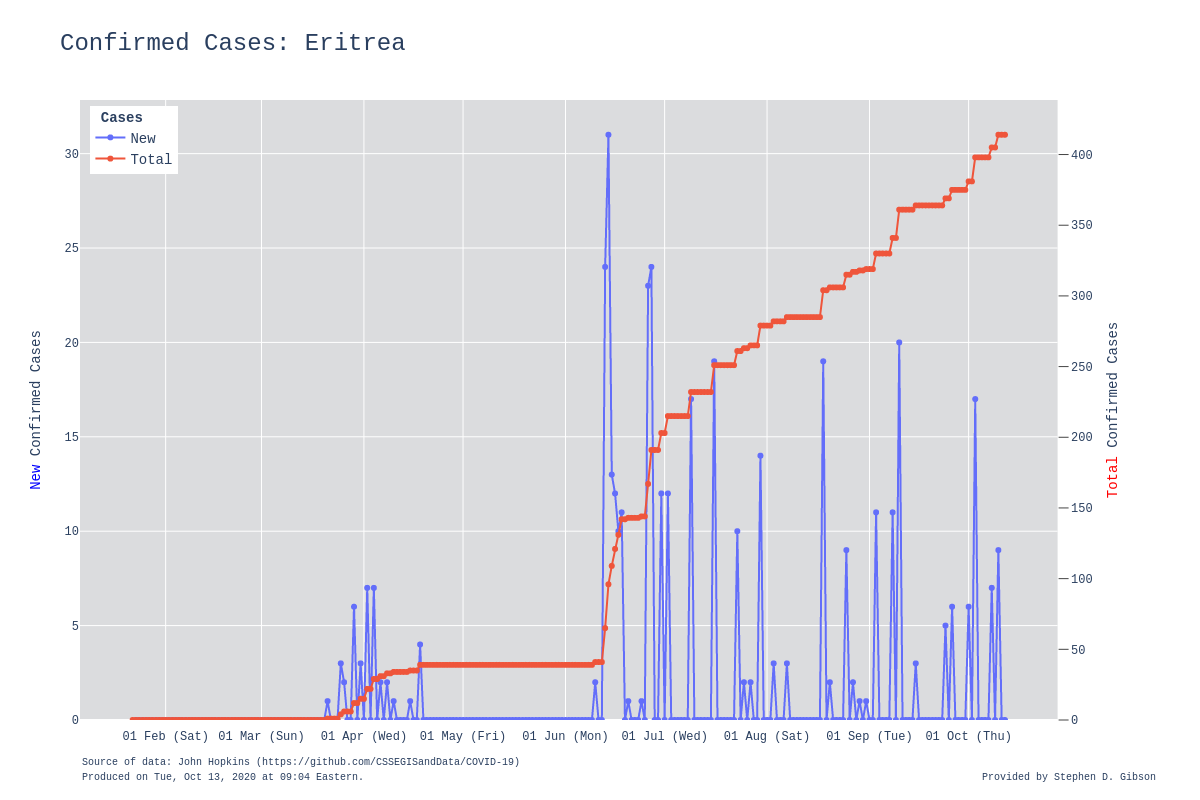 Confirmed Cases: Eritrea
Cases
New
Total
30
25
20
15
10
5
0
New Confirmed Cases
400
350
300
250
200
150
100
50
0
Total Confirmed Cases
01 Feb (Sat) 01 Mar (Sun) 01 Apr (Wed) 01 May (Fri) 01 Jun (Mon) 01 Jul (Wed) 01 Aug (Sat) 01 Sep (Tue) 01 Oct (Thu)
Source of data: John Hopkins (https://github.com/CSSEGISandData/COVID-19)
Produced on Tue, Oct 13, 2020 at 09:04 Eastern.
Provided by Stephen D. Gibson